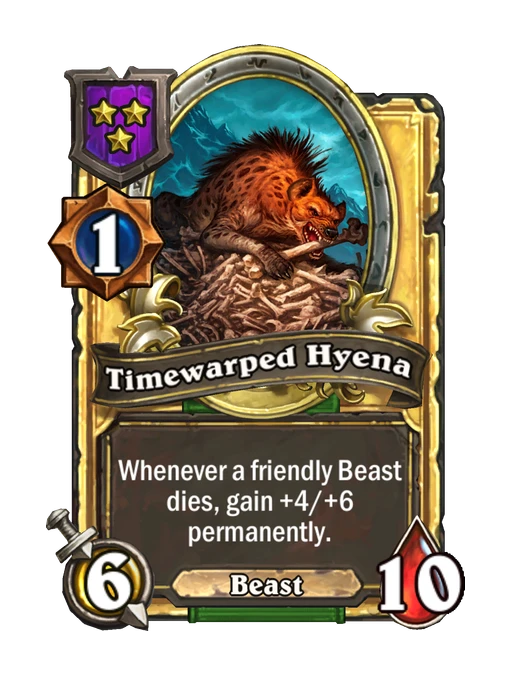 1
Timewarped Hyena
Whenever a friendly Beast
dies, gain +4/+6
permanently.
6
Beast
10